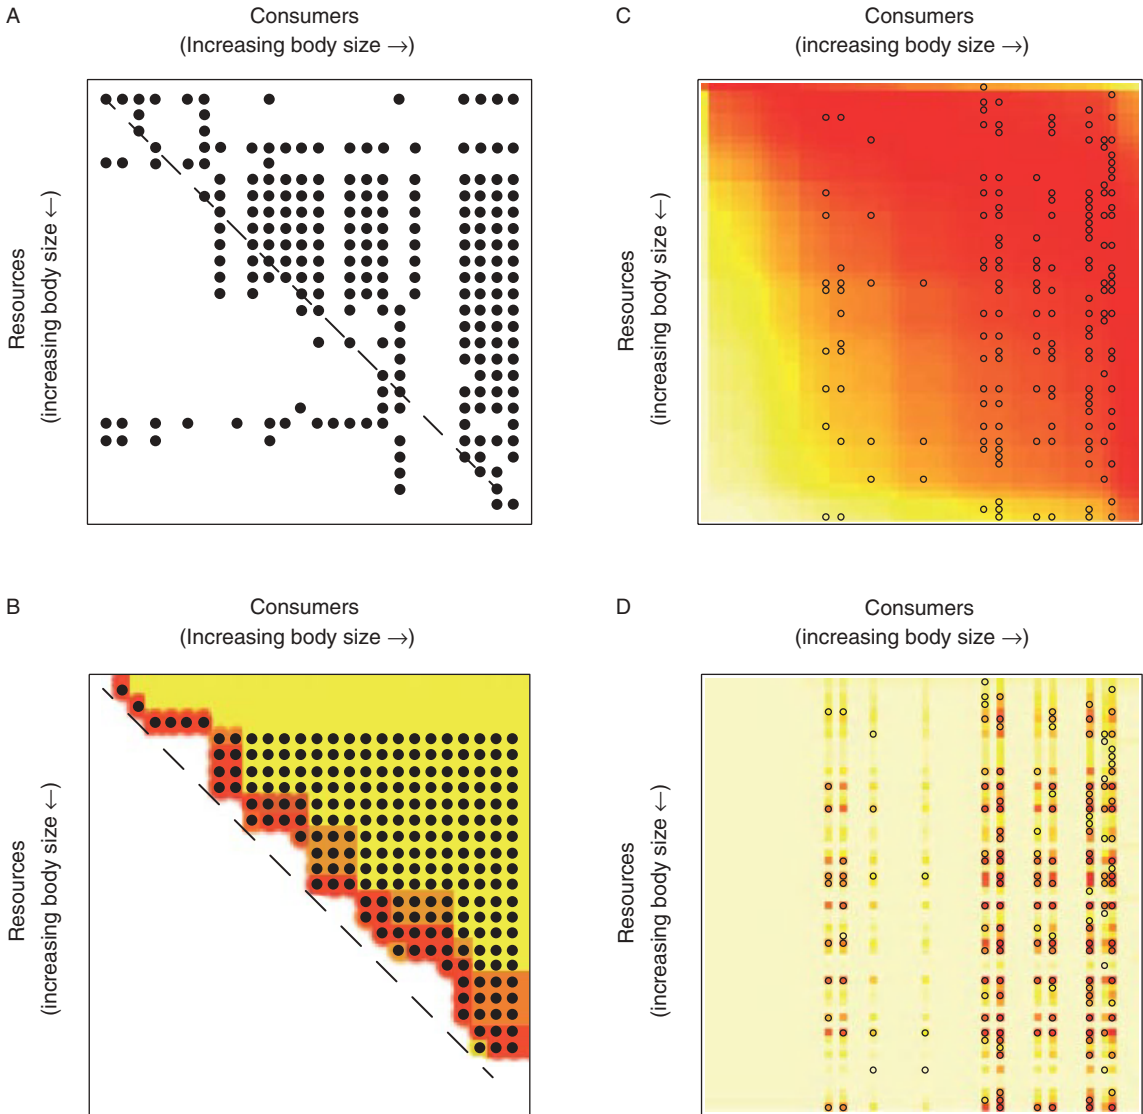 A
Consumers
(Increasing body size →)
Resources
(increasing body size ←)
C
Consumers
(increasing body size →)
Resources
(increasing body size ←)
B
Consumers
(Increasing body size →)
Resources
(increasing body size ←)
D
Consumers
(increasing body size →)
Resources
(increasing body size ←)